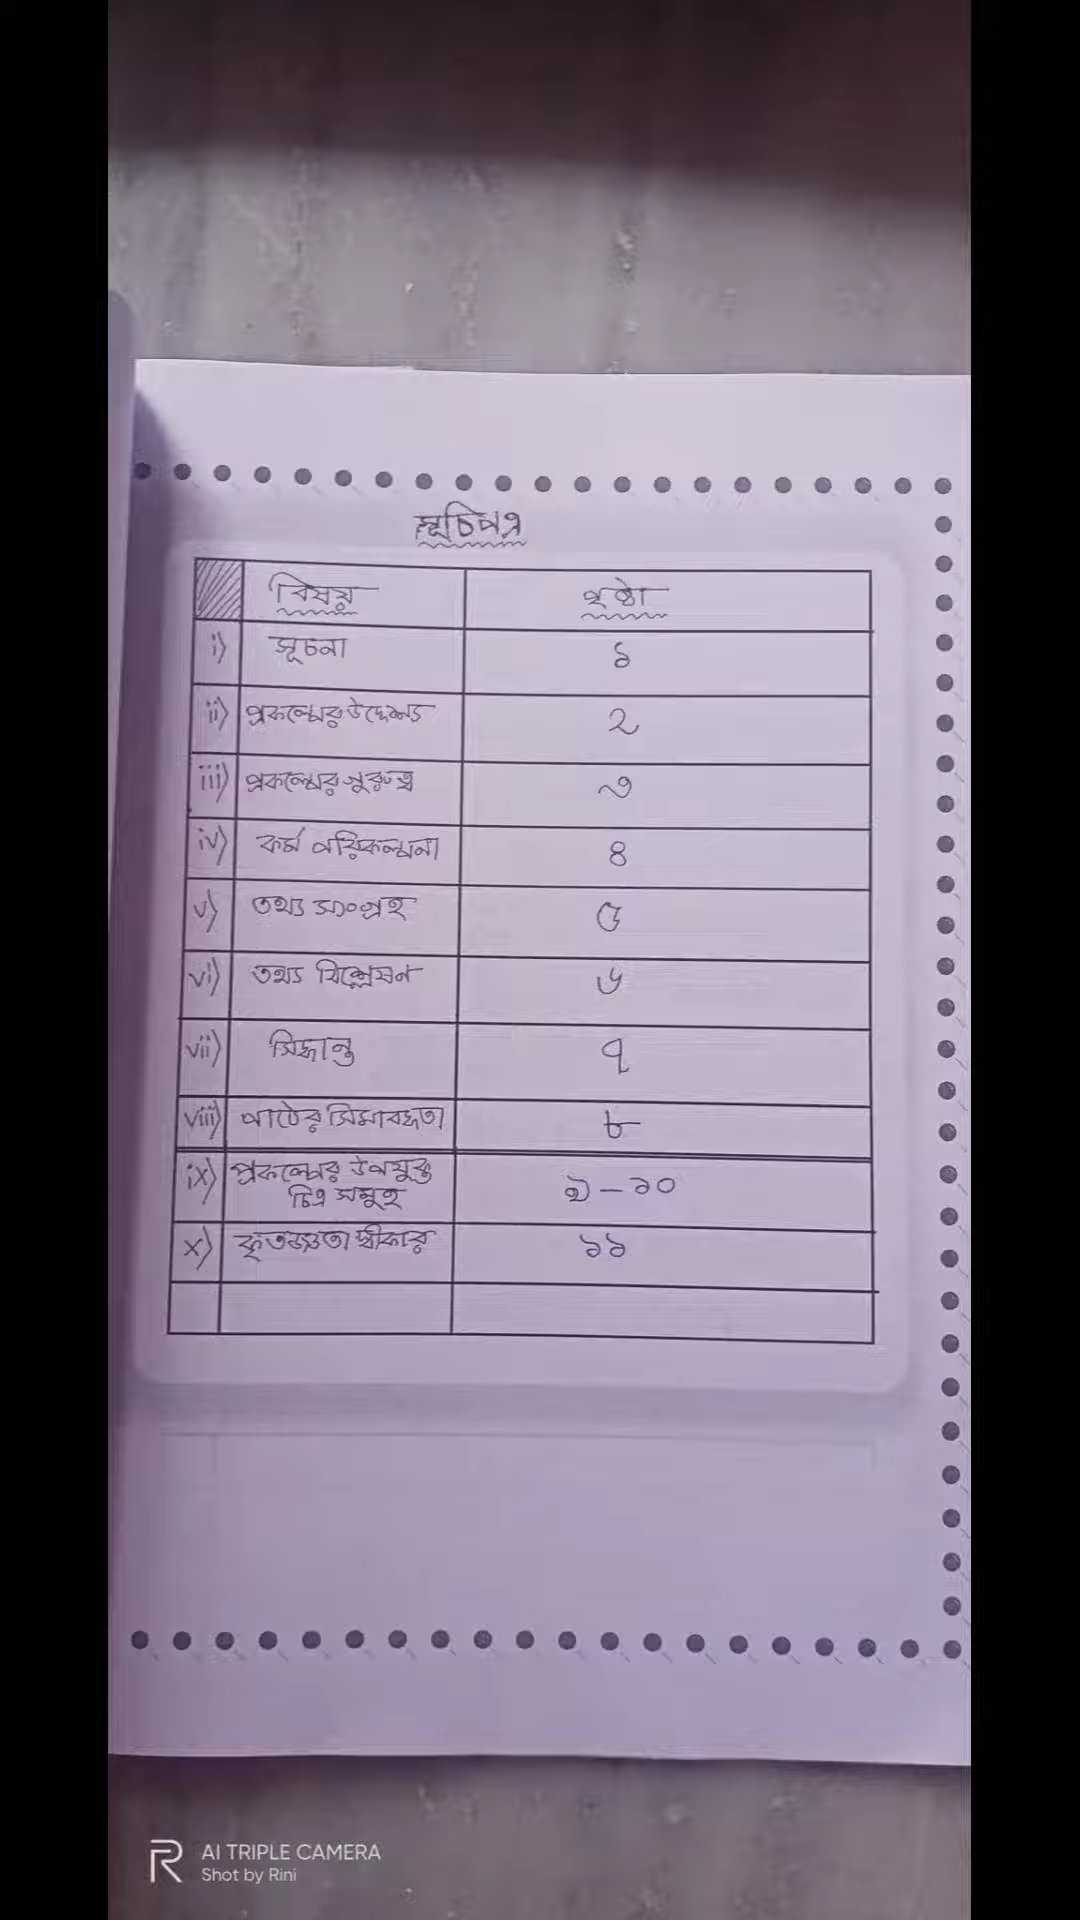 সূচিপত্র
বিষয় পৃষ্ঠা
i) সূচনা ১
ii) প্রকল্পের উদ্দেশ্য ২
iii) প্রকল্পের গুরুত্ব ৩
iv) কর্ম পরিকল্পনা ৪
v) তথ্য সংগ্রহ ৫
vi) তথ্য বিশ্লেষন ৬
vii) সিদ্ধান্ত ৭
viii) পাঠের সিমাবদ্ধতা ৮
ix) প্রকল্পের উপযুক্ত
চিত্র সমুহ ৯-১০
x) কৃতজ্ঞতা স্বীকার ১১
AI TRIPLE CAMERA
Shot by Rini